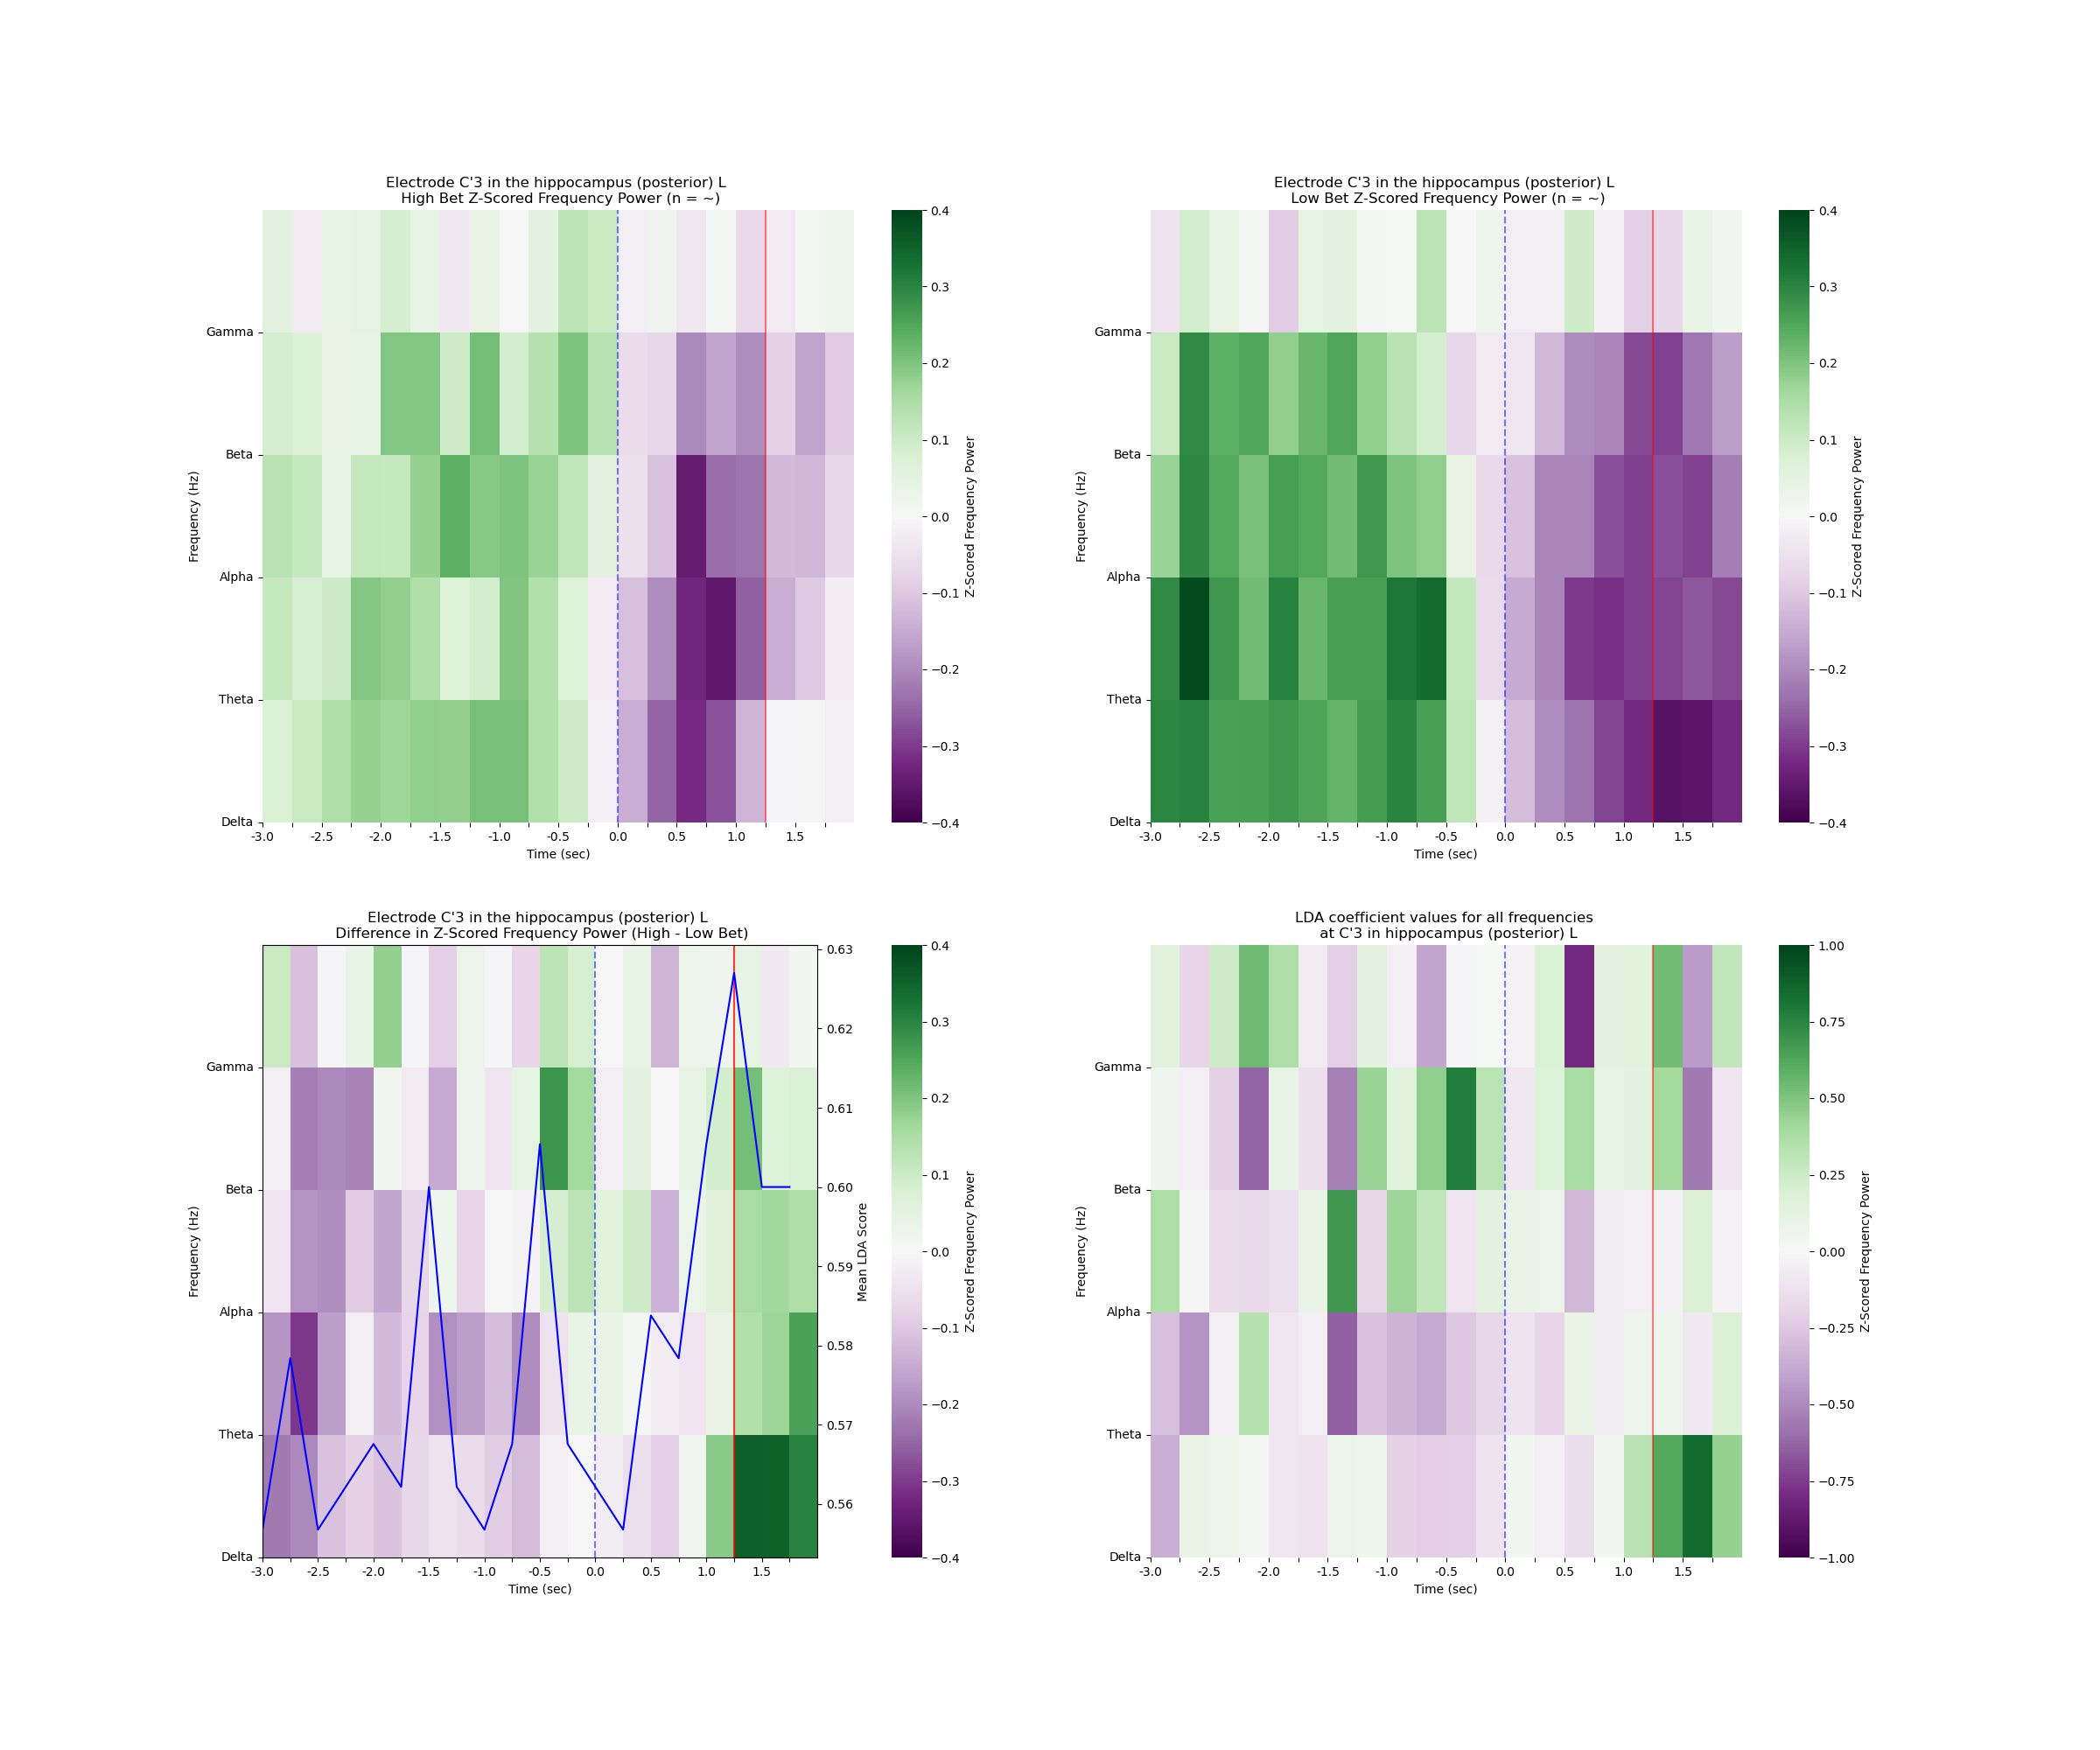 Electrode C'3 in the hippocampus (posterior) L
High Bet Z-Scored Frequency Power (n = ~)
Gamma
Beta
Alpha
Theta
Delta
Frequency (Hz)
-3.0 -2.5 -2.0 -1.5 -1.0 -0.5 0.0 0.5 1.0 1.5
Time (sec)
0.4
0.3
0.2
0.1
0.0
−0.1
−0.2
−0.3
−0.4
Z-Scored Frequency Power
Electrode C'3 in the hippocampus (posterior) L
Low Bet Z-Scored Frequency Power (n = ~)
Gamma
Beta
Alpha
Theta
Delta
Frequency (Hz)
-3.0 -2.5 -2.0 -1.5 -1.0 -0.5 0.0 0.5 1.0 1.5
Time (sec)
0.4
0.3
0.2
0.1
0.0
−0.1
−0.2
−0.3
−0.4
Z-Scored Frequency Power
Electrode C'3 in the hippocampus (posterior) L
Difference in Z-Scored Frequency Power (High - Low Bet)
Gamma
Beta
Alpha
Theta
Delta
Frequency (Hz)
-3.0 -2.5 -2.0 -1.5 -1.0 -0.5 0.0 0.5 1.0 1.5
Time (sec)
0.63
0.62
0.61
0.60
0.59
0.58
0.57
0.56
Mean LDA Score
0.4
0.3
0.2
0.1
0.0
−0.1
−0.2
−0.3
−0.4
Z-Scored Frequency Power
LDA coefficient values for all frequencies
at C'3 in hippocampus (posterior) L
Gamma
Beta
Alpha
Theta
Delta
Frequency (Hz)
-3.0 -2.5 -2.0 -1.5 -1.0 -0.5 0.0 0.5 1.0 1.5
Time (sec)
1.00
0.75
0.50
0.25
0.00
−0.25
−0.50
−0.75
−1.00
Z-Scored Frequency Power